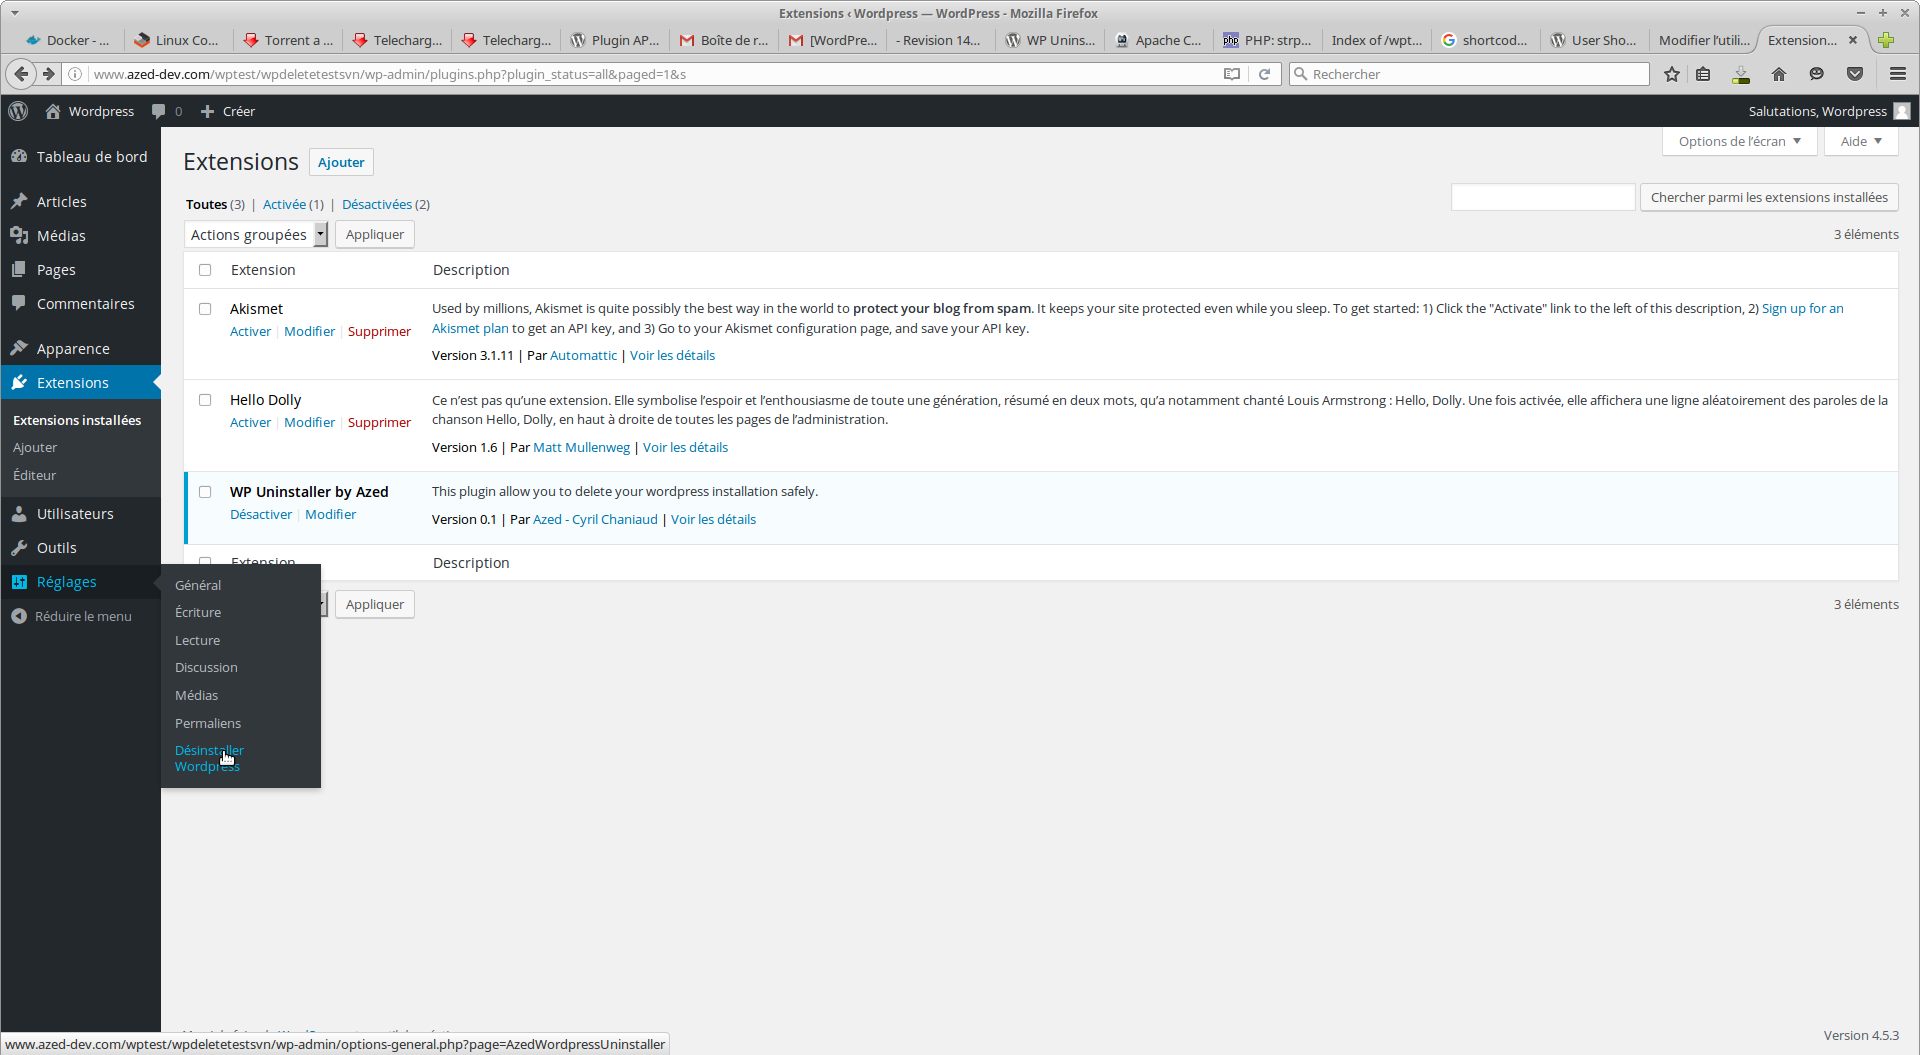 Extensions ‹ Wordpress — WordPress - Mozilla Firefox
Docker - ...
Linux Co...
Torrent a ...
Telecharg...
Telecharg...
Plugin AP...
Boîte de r...
[WordPre...
- Revision 14...
WP Unins...
Apache C...
PHP: strp...
Index of /wpt...
shortcod...
User Sho...
Modifier l'utili...
Extension...
www.azed-dev.com/wptest/wpdeletetestsvn/wp-admin/plugins.php?plugin_status=all&paged=1&s
Rechercher
Wordpress
0
Créer
Salutations, Wordpress
Tableau de bord
Articles
Médias
Pages
Commentaires
Apparence
Extensions
Extensions installées
Ajouter
Éditeur
Utilisateurs
Outils
Réglages
Réduire le menu
Général
Écriture
Lecture
Discussion
Médias
Permaliens
Désinstaller
Wordpress
Options de l'écran
Aide
Extensions Ajouter
Toutes (3) | Activée (1) | Désactivées (2)
Chercher parmi les extensions installées
Actions groupées
Appliquer
3 éléments
Extension
Description
Akismet
Activer | Modifier | Supprimer
Used by millions, Akismet is quite possibly the best way in the world to protect your blog from spam. It keeps your site protected even while you sleep. To get started: 1) Click the "Activate" link to the left of this description, 2) Sign up for an
Akismet plan to get an API key, and 3) Go to your Akismet configuration page, and save your API key.
Version 3.1.11 | Par Automattic | Voir les détails
Hello Dolly
Activer | Modifier | Supprimer
Ce n'est pas qu'une extension. Elle symbolise l'espoir et l'enthousiasme de toute une génération, résumé en deux mots, qu'a notamment chanté Louis Armstrong : Hello, Dolly. Une fois activée, elle affichera une ligne aléatoirement des paroles de la
chanson Hello, Dolly, en haut à droite de toutes les pages de l'administration.
Version 1.6 | Par Matt Mullenweg | Voir les détails
WP Uninstaller by Azed
Désactiver | Modifier
This plugin allow you to delete your wordpress installation safely.
Version 0.1 | Par Azed - Cyril Chaniaud | Voir les détails
Extension
Description
Appliquer
3 éléments
Version 4.5.3
www.azed-dev.com/wptest/wpdeletetestsvn/wp-admin/options-general.php?page=AzedWordpressUninstaller